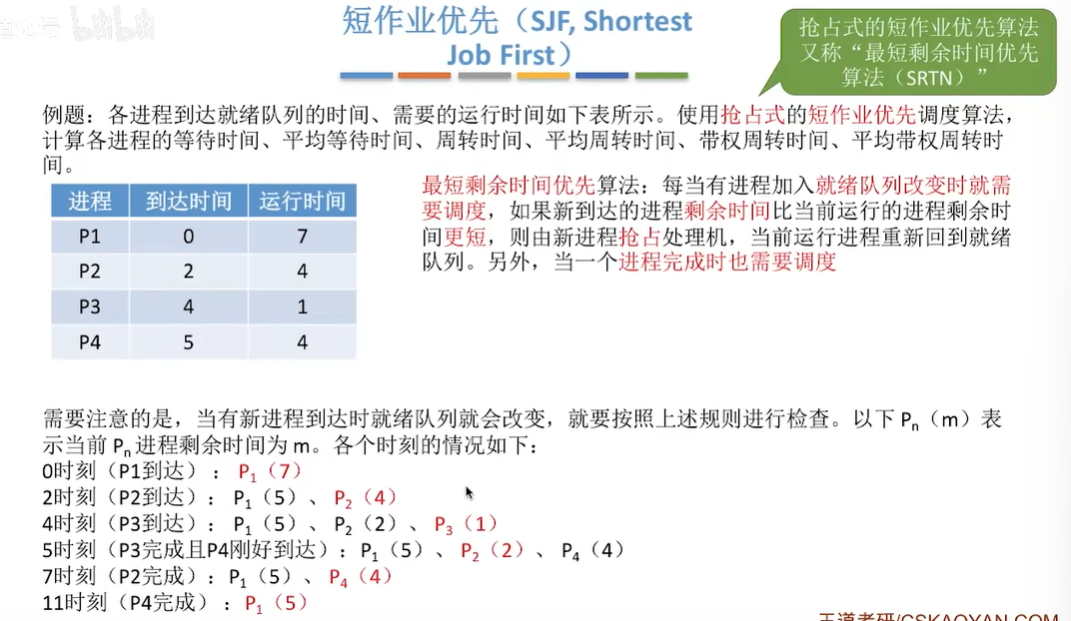 短作业优先（SJF, Shortest
Job First）
抢占式的短作业优先算法
又称“最短剩余时间优先
算法（SRTN）”
例题：各进程到达就绪队列的时间、需要的运行时间如下表所示。使用抢占式的短作业优先调度算法，
计算各进程的等待时间、平均等待时间、周转时间、平均周转时间、带权周转时间、平均带权周转时
间。
进程 到达时间 运行时间
P1 0 7
P2 2 4
P3 4 1
P4 5 4
最短剩余时间优先算法：每当有进程加入就绪队列改变时就需
要调度，如果新到达的进程剩余时间比当前运行的进程剩余时
间更短，则由新进程抢占处理机，当前运行进程重新回到就绪
队列。另外，当一个进程完成时也需要调度
需要注意的是，当有新进程到达时就绪队列就会改变，就要按照上述规则进行检查。以下 Pn（m）表
示当前 Pn 进程剩余时间为 m。各个时刻的情况如下：
0时刻（P1到达）：P1（7）
2时刻（P2到达）：P1（5）、P2（4）
4时刻（P3到达）：P1（5）、P2（2）、P3（1）
5时刻（P3完成且P4刚好到达）：P1（5）、P2（2）、P4（4）
7时刻（P2完成）：P1（5）、P4（4）
11时刻（P4完成）：P1（5）
王道考研/CSKAOYAN.COM